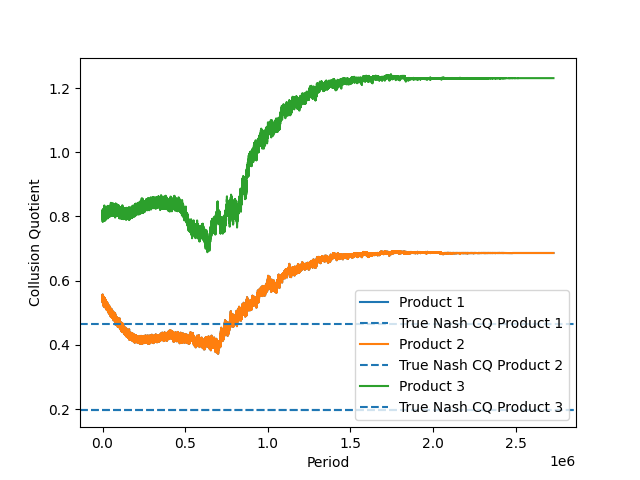 1.2
1.0
0.8
0.6
0.4
0.2
Collusion Quotient
Product 1
True Nash CQ Product 1
Product 2
True Nash CQ Product 2
Product 3
True Nash CQ Product 3
0.0 0.5 1.0 1.5 2.0 2.5
1e6
Period